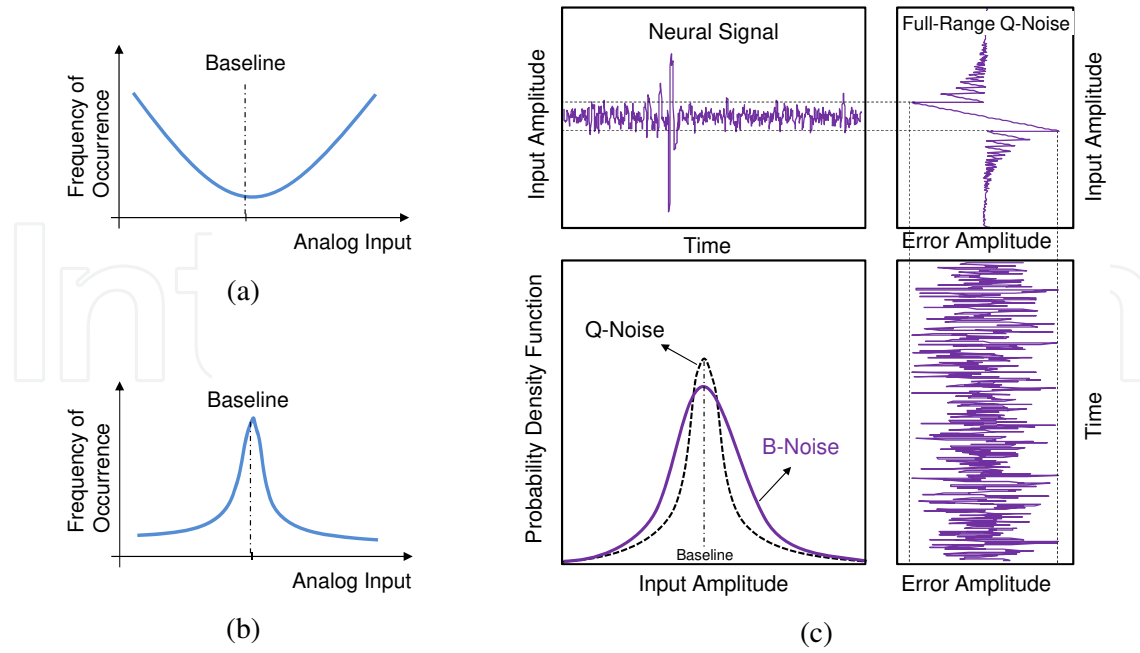 Frequency of
Occurrence
Baseline
Analog Input
(a)
Frequency of
Occurrence
Baseline
Analog Input
(b)
Neural Signal
Input Amplitude
Time
Full-Range Q-Noise
Input Amplitude
Error Amplitude
Probability Density Function
Q-Noise
B-Noise
Baseline
Input Amplitude
Time
Error Amplitude
(c)